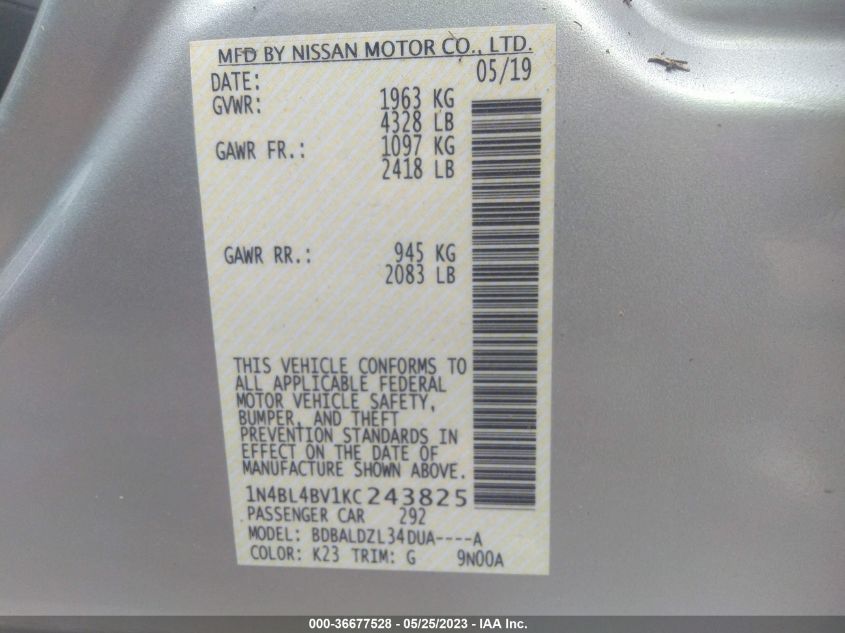 MFD BY NISSAN MOTOR CO., LTD.
DATE: 05/19
GVWR: 1963 KG
4328 LB
GAWR FR.: 1097 KG
2418 LB
GAWR RR.: 945 KG
2083 LB
THIS VEHICLE CONFORMS TO
ALL APPLICABLE FEDERAL
MOTOR VEHICLE SAFETY,
BUMPER, AND THEFT
PREVENTION STANDARDS IN
EFFECT ON THE DATE OF
MANUFACTURE SHOWN ABOVE.
1N4BL4BV1KC243825
PASSENGER CAR 292
MODEL: BDBALDZL34DUA----A
COLOR: K23 TRIM: G 9N00A
000-36677528 - 05/25/2023 - IAA Inc.